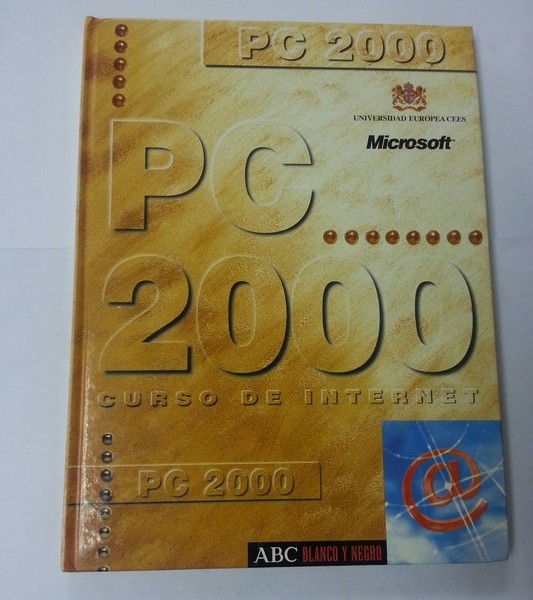 PC 2000
UNIVERSIDAD EUROPEA CEES
Microsoft
PC
2000
CURSO DE INTERNET
@
PC 2000
ABC BLANCO Y NEGRO